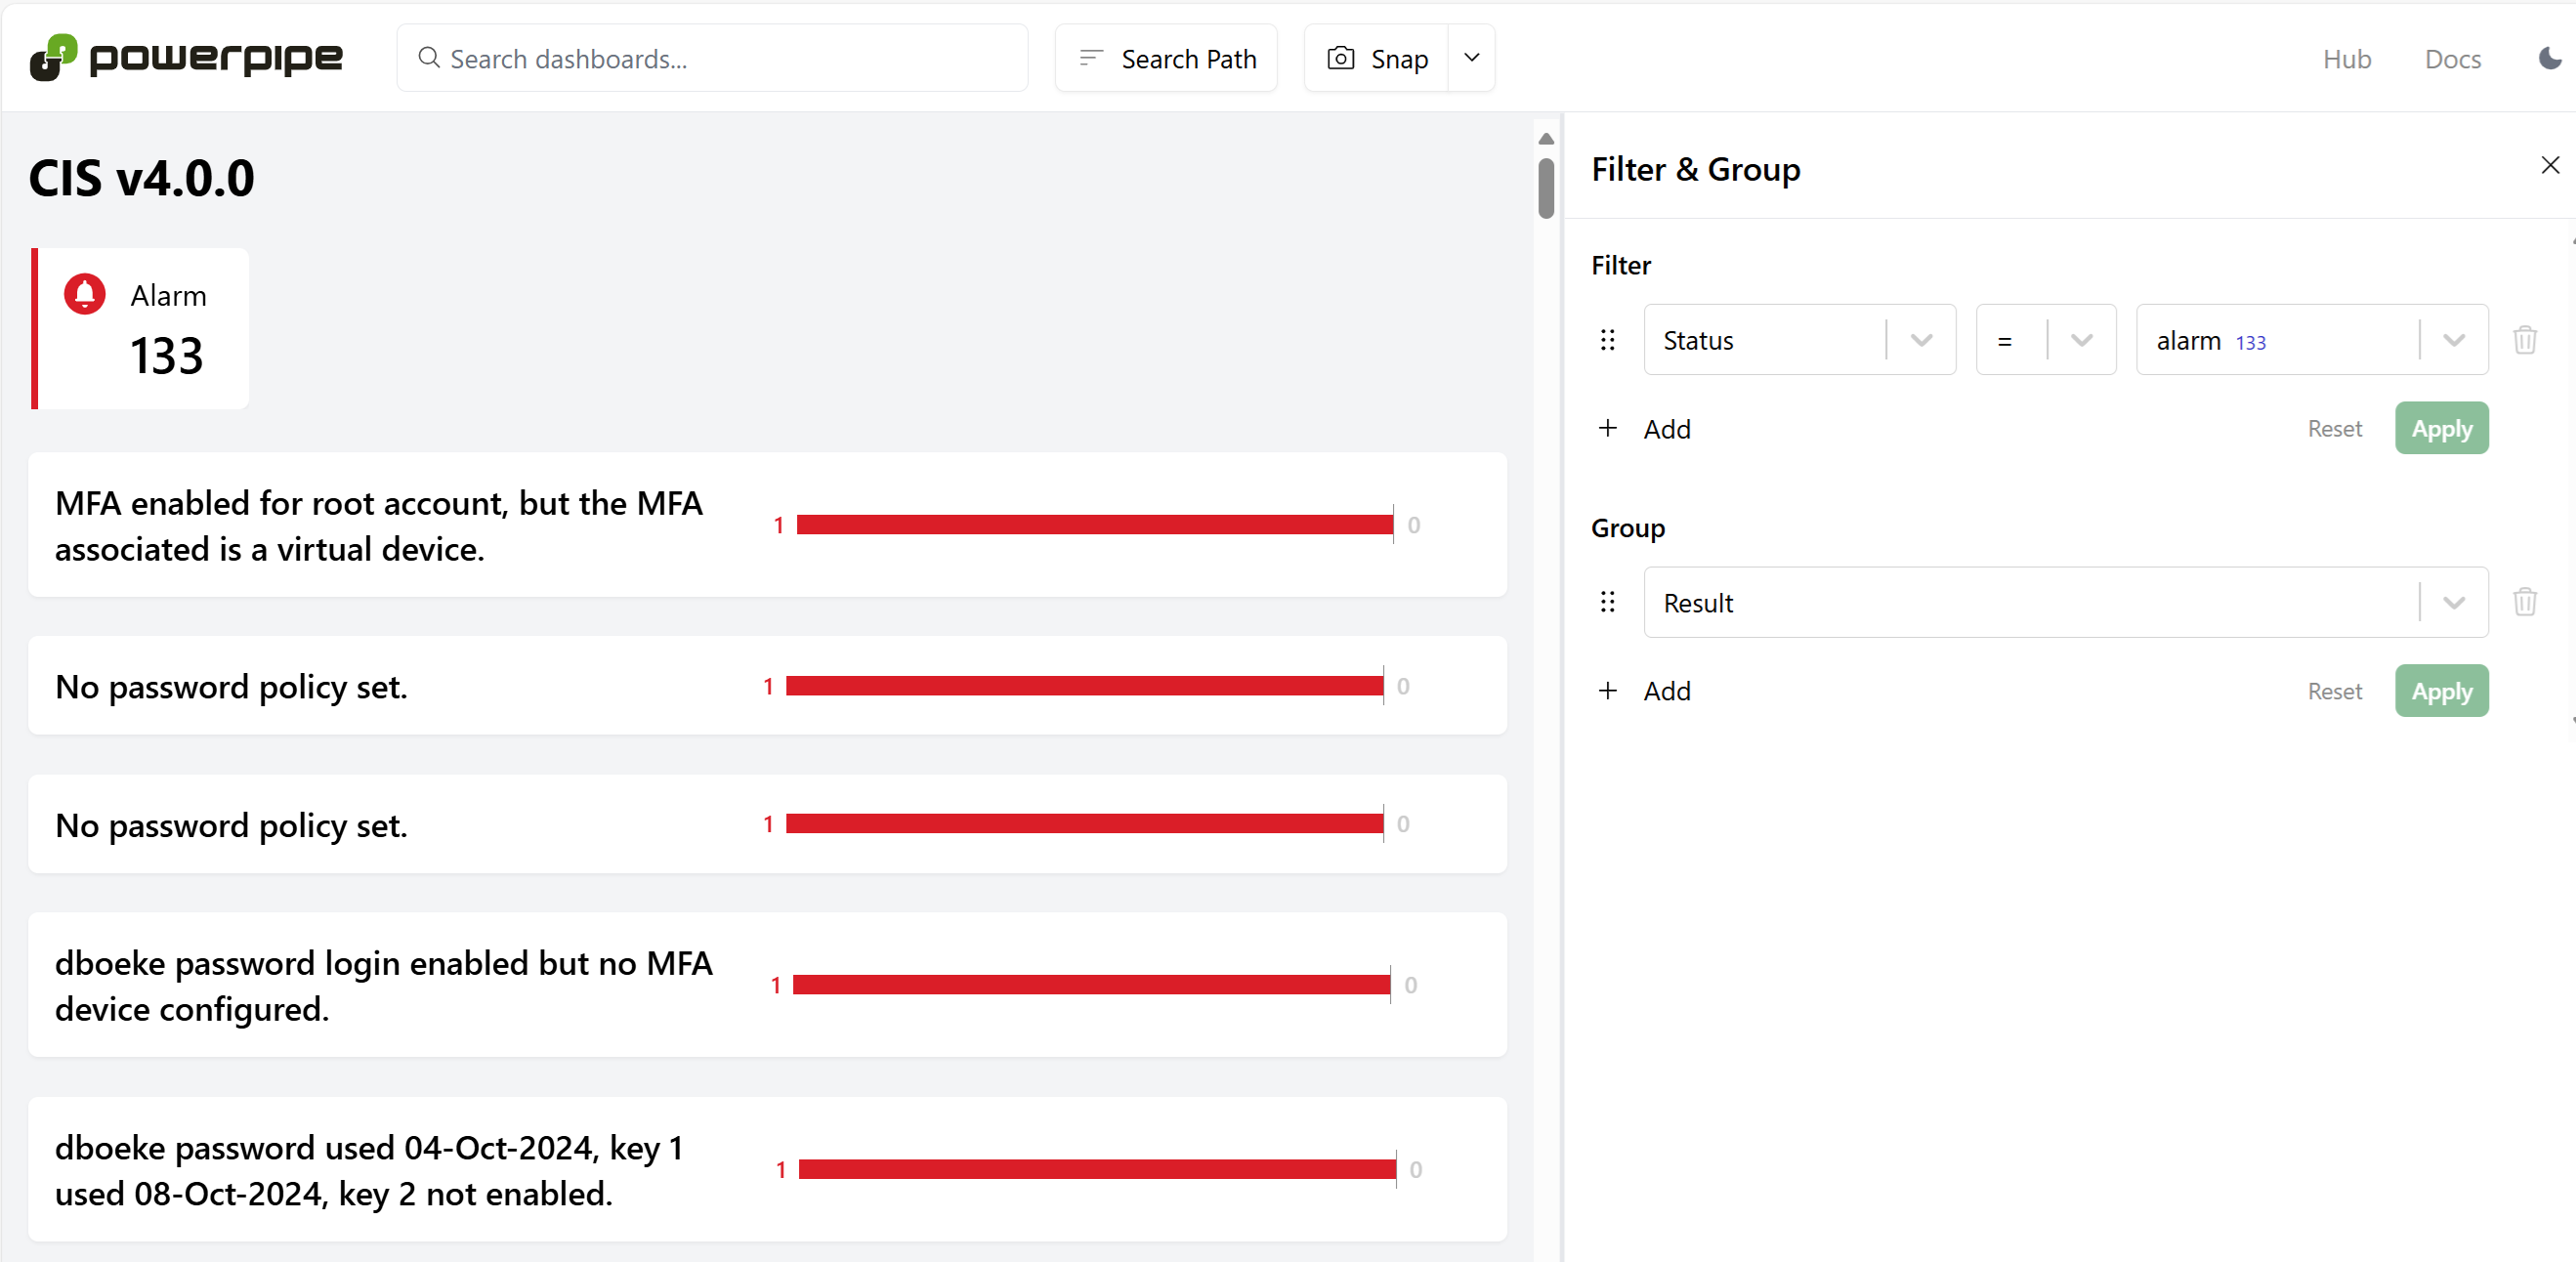 powerpipe
Search dashboards...
Search Path
Snap
Hub
Docs
CIS v4.0.0
Alarm
133
MFA enabled for root account, but the MFA
associated is a virtual device.
1
0
No password policy set.
1
0
No password policy set.
1
0
dboeke password login enabled but no MFA
device configured.
1
0
dboeke password used 04-Oct-2024, key 1
used 08-Oct-2024, key 2 not enabled.
1
0
Filter & Group
Filter
Status
=
alarm 133
+ Add
Reset
Apply
Group
Result
+ Add
Reset
Apply